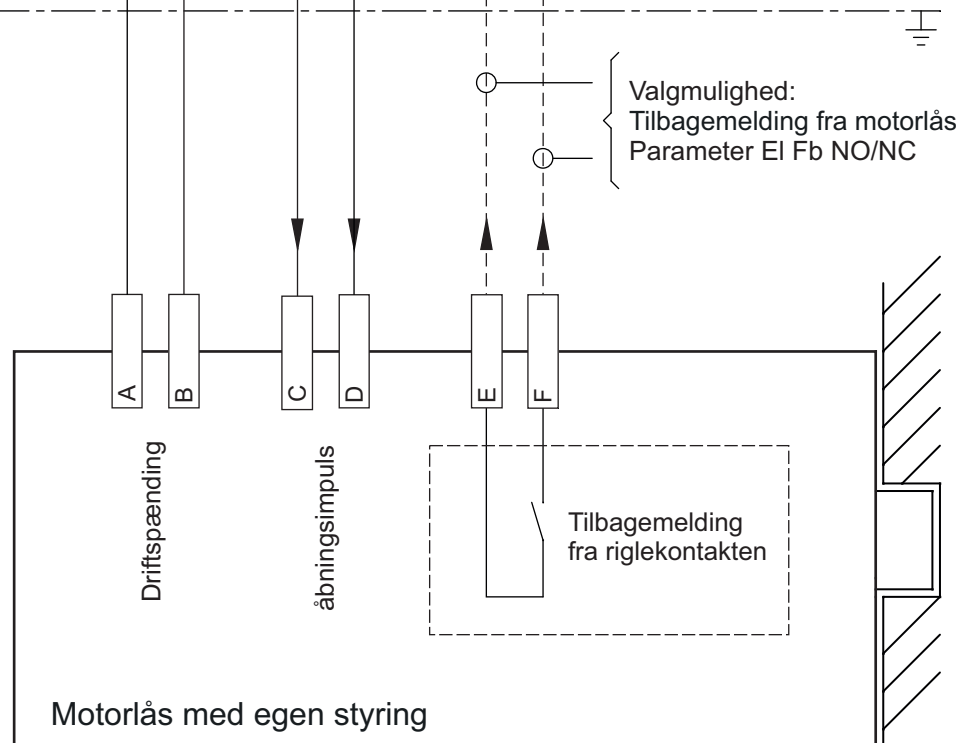 Valgmulighed:
Tilbagemelding fra motorlås
Parameter El Fb NO/NC
A
B
C
D
E
F
Driftspænding
åbningsimpuls
Tilbagemelding
fra riglekontakten
Motorlås med egen styring